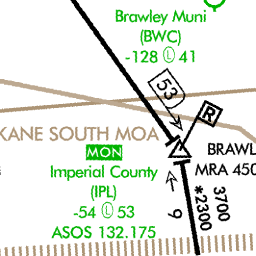 Brawley Muni
(BWC)
-128 Ⓛ 41
53
R
KANE SOUTH MOA
MON
Imperial County
(IPL)
-54 Ⓛ 53
ASOS 132.175
BRAWL
MRA 450
3700
*2300
9